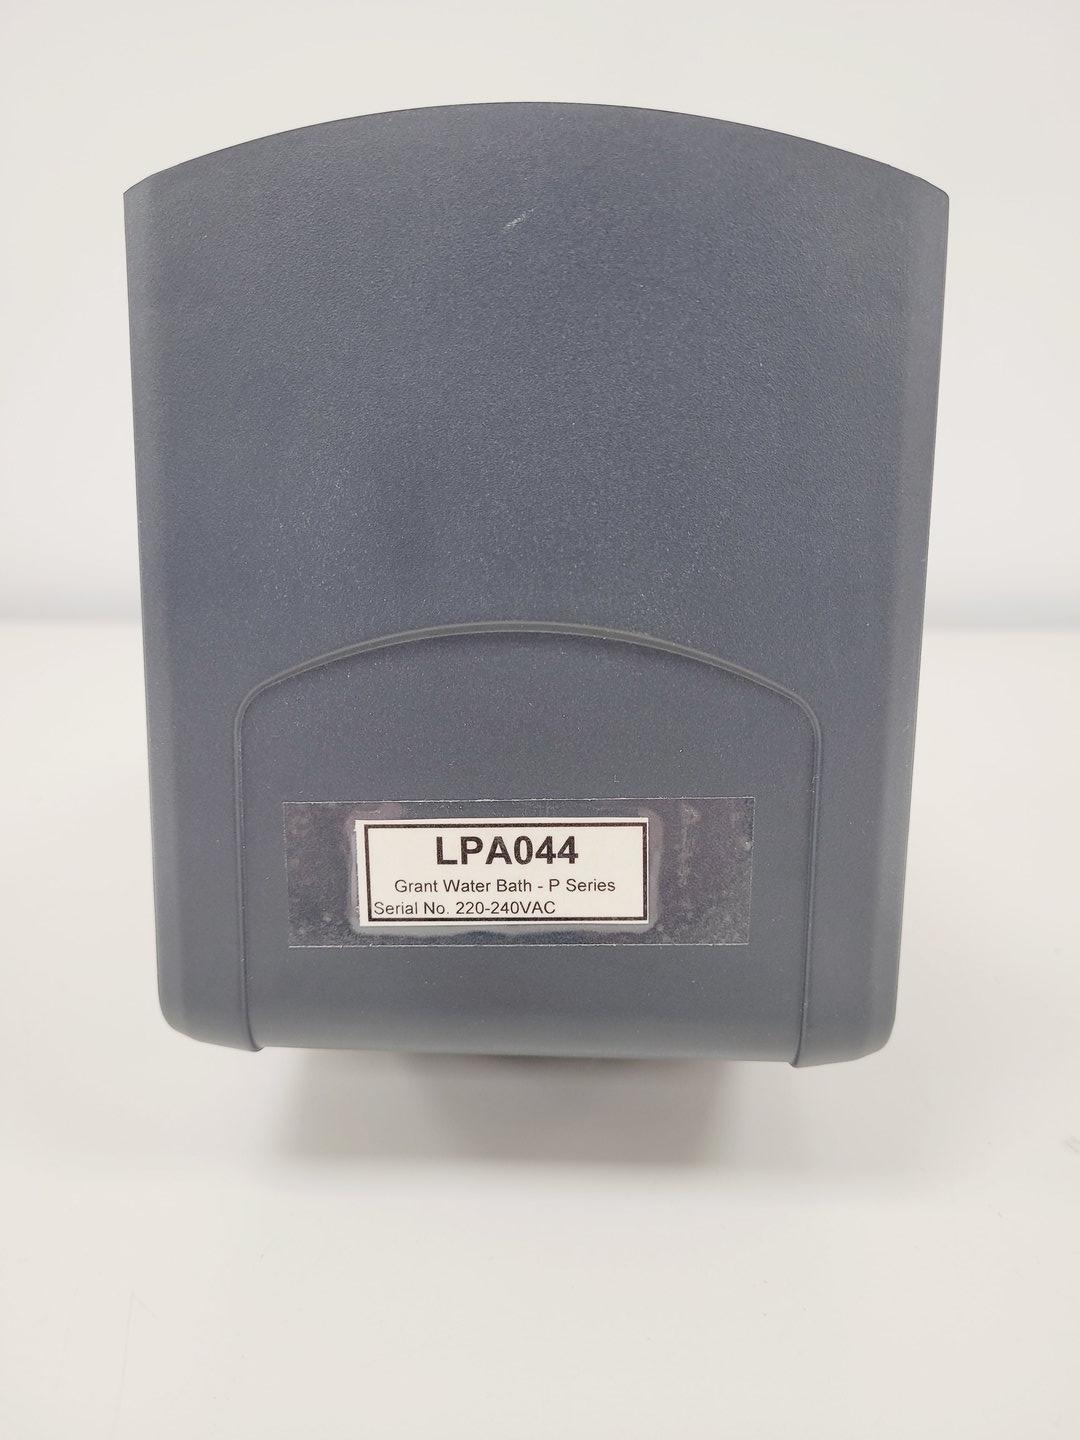 LPA044
Grant Water Bath - P Series
Serial No. 220-240VAC